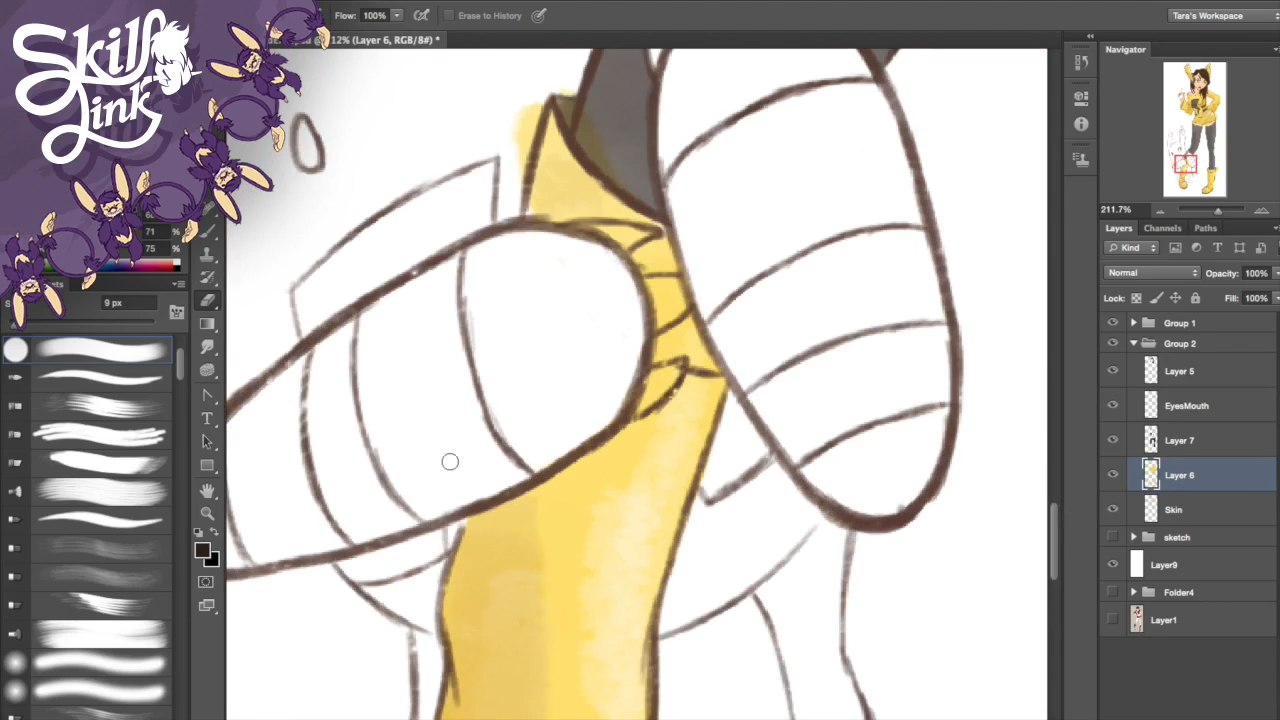 Skill
Link
Flow: 100%
Erase to History
Tara's Workspace
12% (Layer 6, RGB/8#) *
Navigator
71 %
75 %
211.7%
9 px
Layers Channels Paths
Kind
Normal Opacity: 100%
Lock: Fill: 100%
Group 1
Group 2
Layer 5
EyesMouth
Layer 7
Layer 6
Skin
sketch
Layer9
Folder4
Layer1